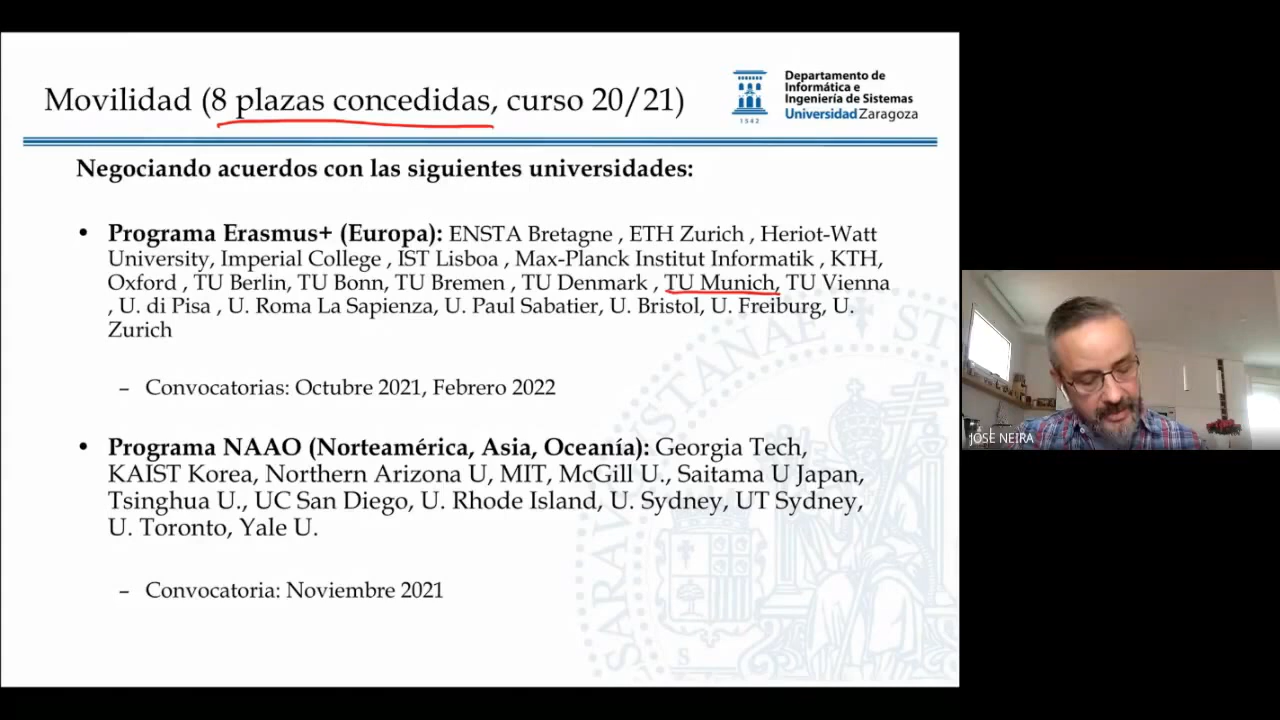 Movilidad (8 plazas concedidas, curso 20/21)
Departamento de
Informática e
Ingeniería de Sistemas
Universidad Zaragoza
1542
Negociando acuerdos con las siguientes universidades:
• Programa Erasmus+ (Europa): ENSTA Bretagne , ETH Zurich , Heriot-Watt
University, Imperial College , IST Lisboa , Max-Planck Institut Informatik , KTH,
Oxford , TU Berlin, TU Bonn, TU Bremen , TU Denmark , TU Munich, TU Vienna
, U. di Pisa , U. Roma La Sapienza, U. Paul Sabatier, U. Bristol, U. Freiburg, U.
Zurich
– Convocatorias: Octubre 2021, Febrero 2022
• Programa NAAO (Norteamérica, Asia, Oceanía): Georgia Tech,
KAIST Korea, Northern Arizona U, MIT, McGill U., Saitama U Japan,
Tsinghua U., UC San Diego, U. Rhode Island, U. Sydney, UT Sydney,
U. Toronto, Yale U.
– Convocatoria: Noviembre 2021
JOSE NEIRA